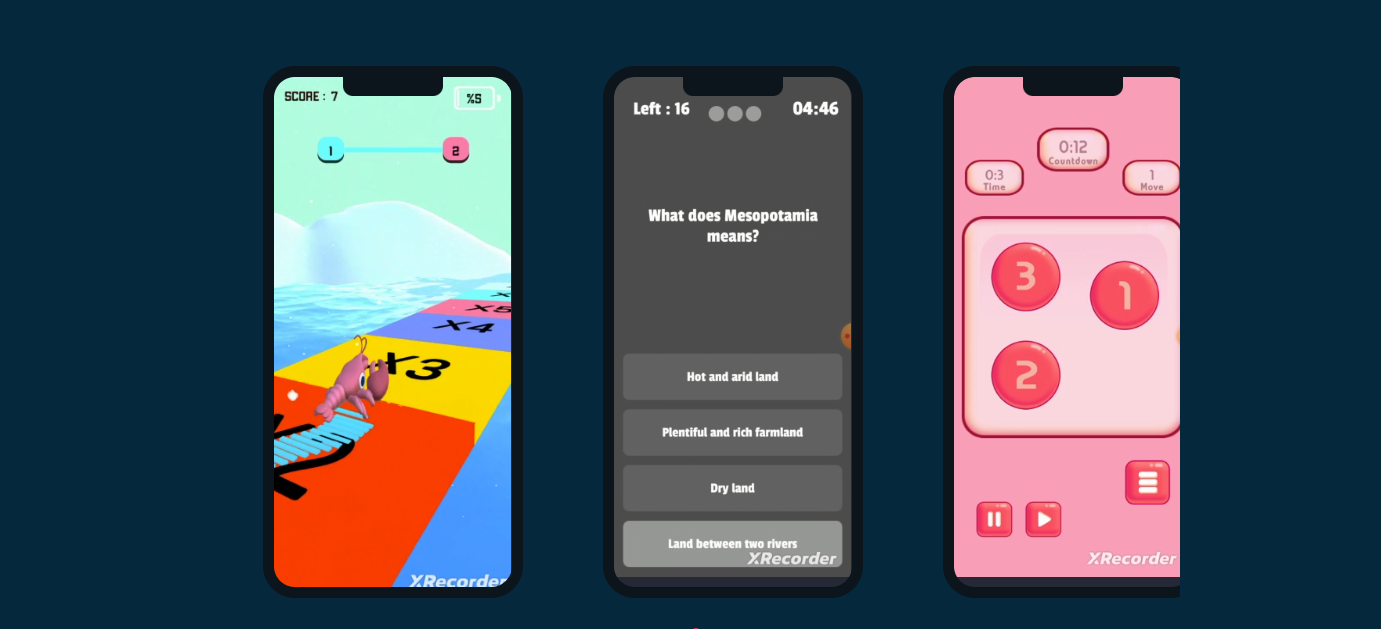 SCORE : 7
%5
1
2
X5
X4
X3
XRecorder
Left : 16
04:46
What does Mesopotamia
means?
Hot and arid land
Plentiful and rich farmland
Dry land
Land between two rivers
XRecorder
0:12
Countdown
0:3
Time
1
Move
3
1
2
XRecorder